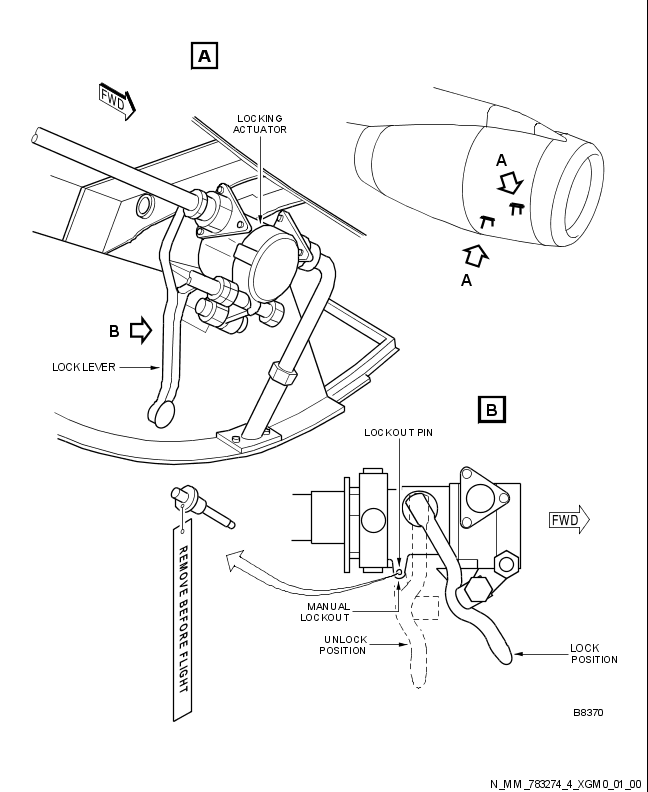 A
FWD
LOCKING
ACTUATOR
A
A
B
LOCK LEVER
B
LOCKOUT PIN
FWD
REMOVE BEFORE FLIGHT
MANUAL
LOCKOUT
UNLOCK
POSITION
LOCK
POSITION
B8370
N_MM_783274_4_XGM0_01_00